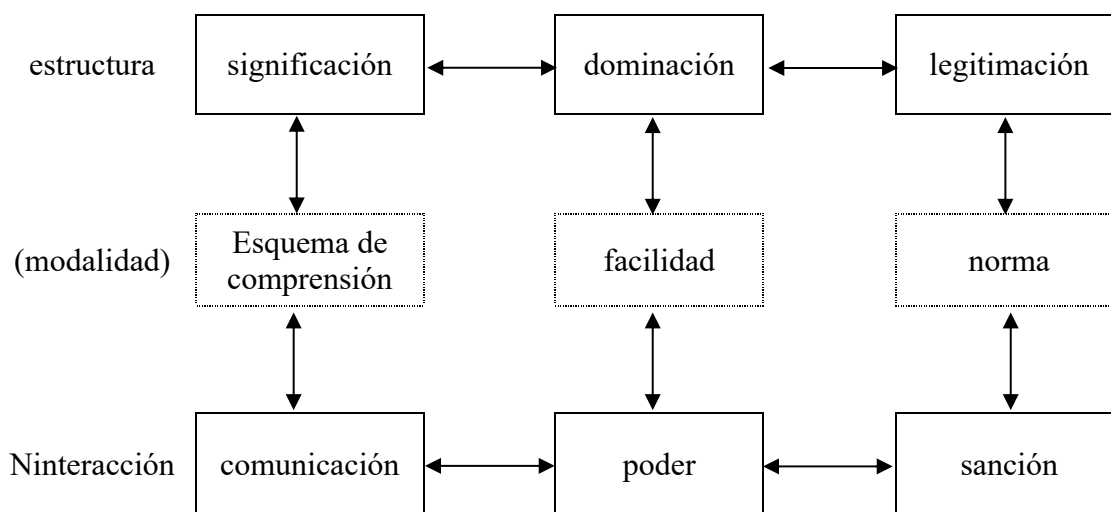 estructura significación dominación legitimación
(modalidad) Esquema de comprensión facilidad norma
Ninteracción comunicación poder sanción